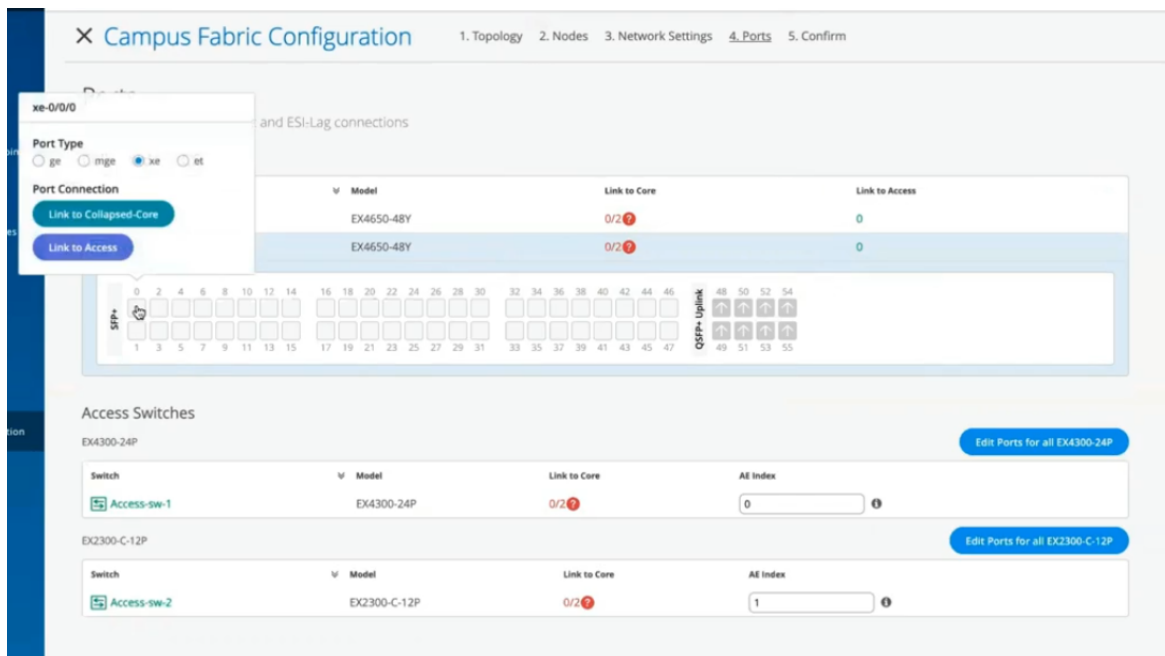 Campus Fabric Configuration 1. Topology 2. Nodes 3. Network Settings 4. Ports 5. Confirm
xe-0/0/0
and ESI-Lag connections
Port Type
ge mge xe et
Port Connection
Link to Collapsed-Core
Link to Access
Model Link to Core Link to Access
EX4650-48Y 0/2 ? 0
EX4650-48Y 0/2 ? 0
SFP+
0 2 4 6 8 10 12 14 16 18 20 22 24 26 28 30 32 34 36 38 40 42 44 46
QSFP+ Uplink
48 50 52 54
1 3 5 7 9 11 13 15 17 19 21 23 25 27 29 31 33 35 37 39 41 43 45 47 49 51 53 55
Access Switches
EX4300-24P Edit Ports for all EX4300-24P
Switch Model Link to Core AE Index
Access-sw-1 EX4300-24P 0/2 ? 0
EX2300-C-12P Edit Ports for all EX2300-C-12P
Switch Model Link to Core AE Index
Access-sw-2 EX2300-C-12P 0/2 ? 1